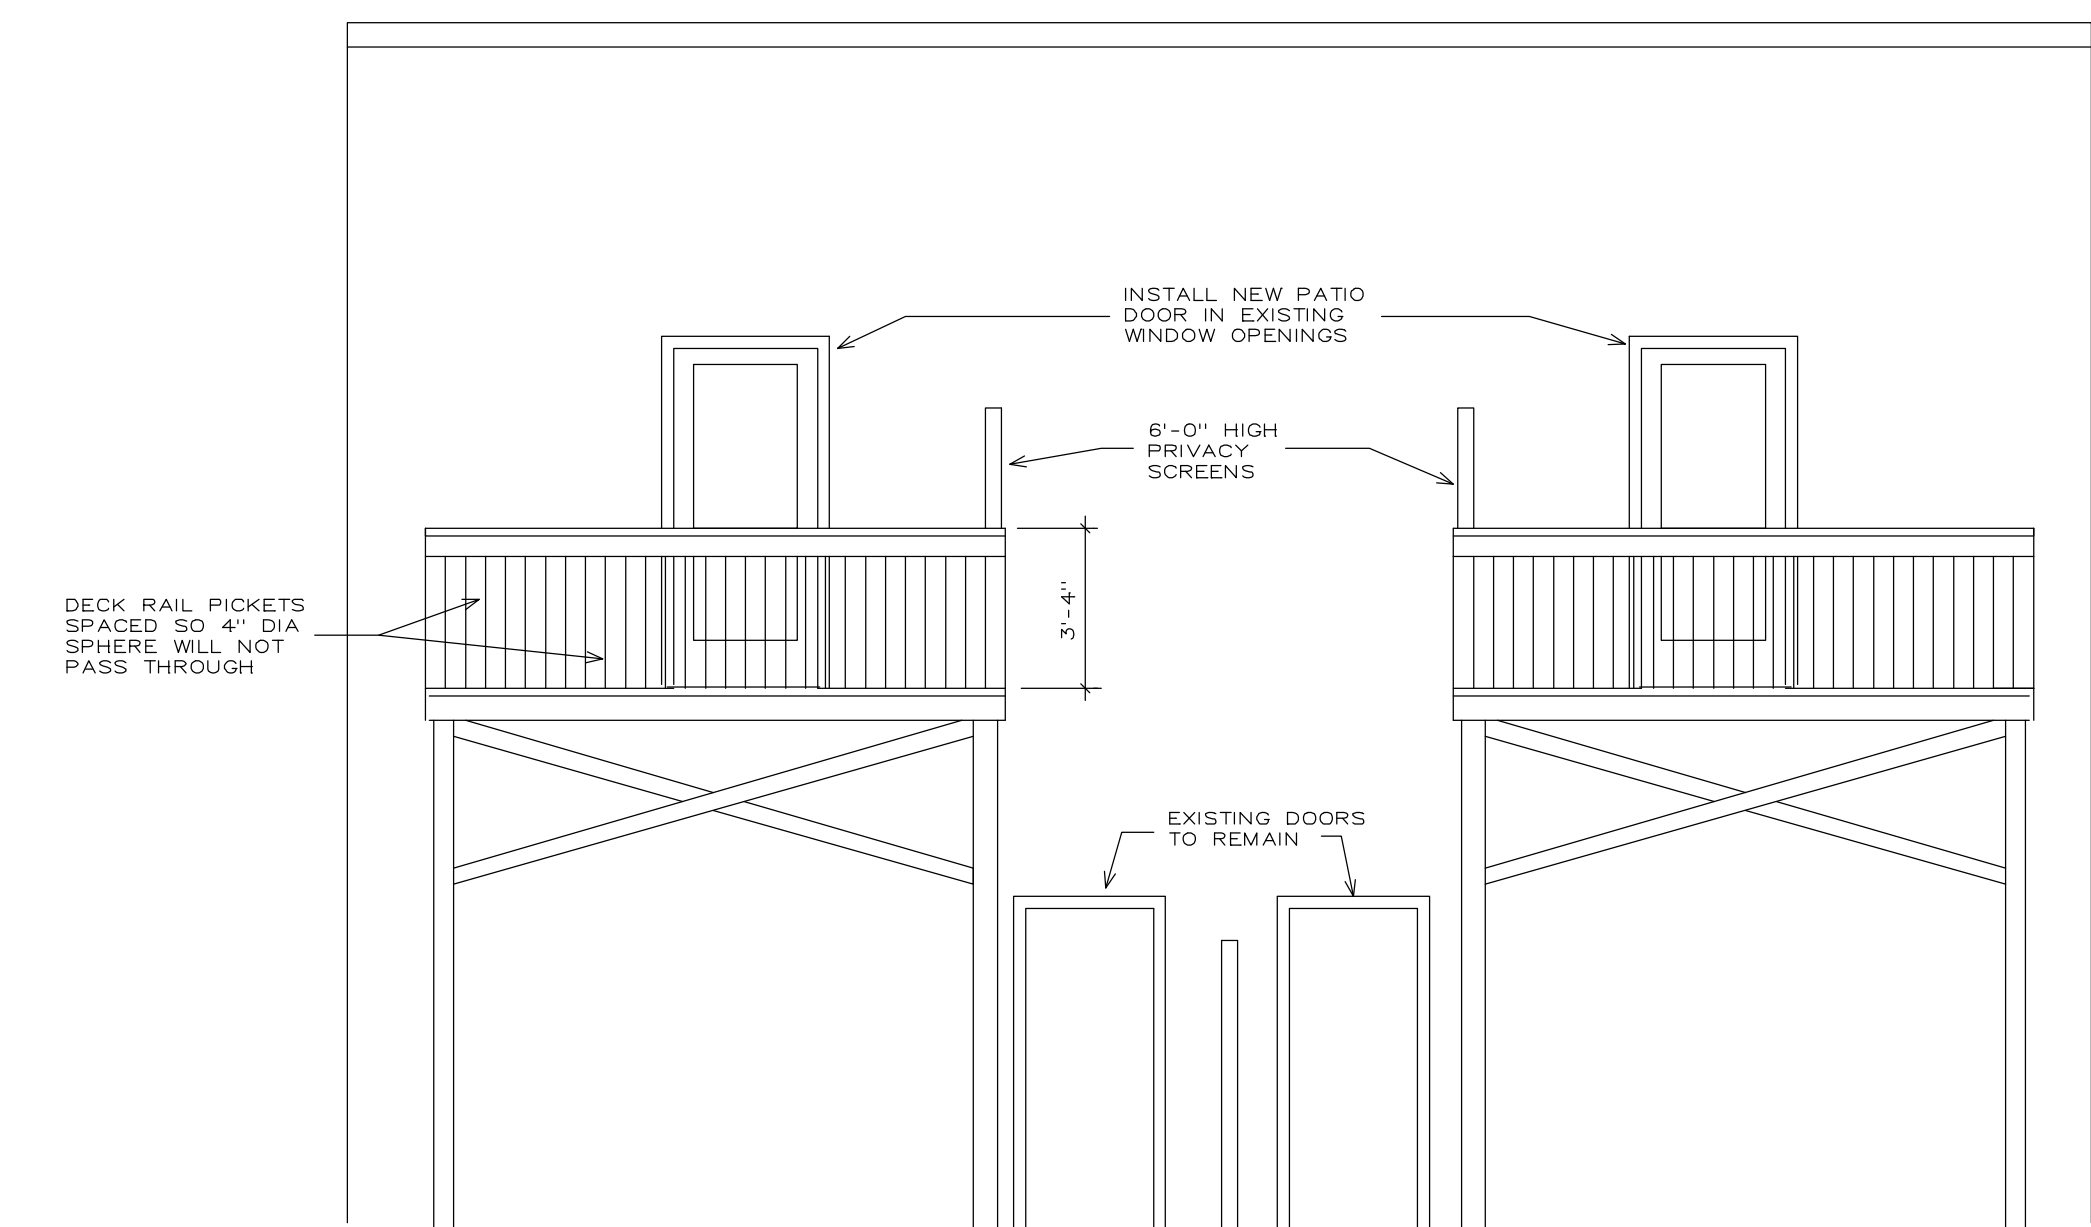 INSTALL NEW PATIO
DOOR IN EXISTING
WINDOW OPENINGS
6'-0" HIGH
PRIVACY
SCREENS
3'-4"
DECK RAIL PICKETS
SPACED SO 4" DIA
SPHERE WILL NOT
PASS THROUGH
EXISTING DOORS
TO REMAIN